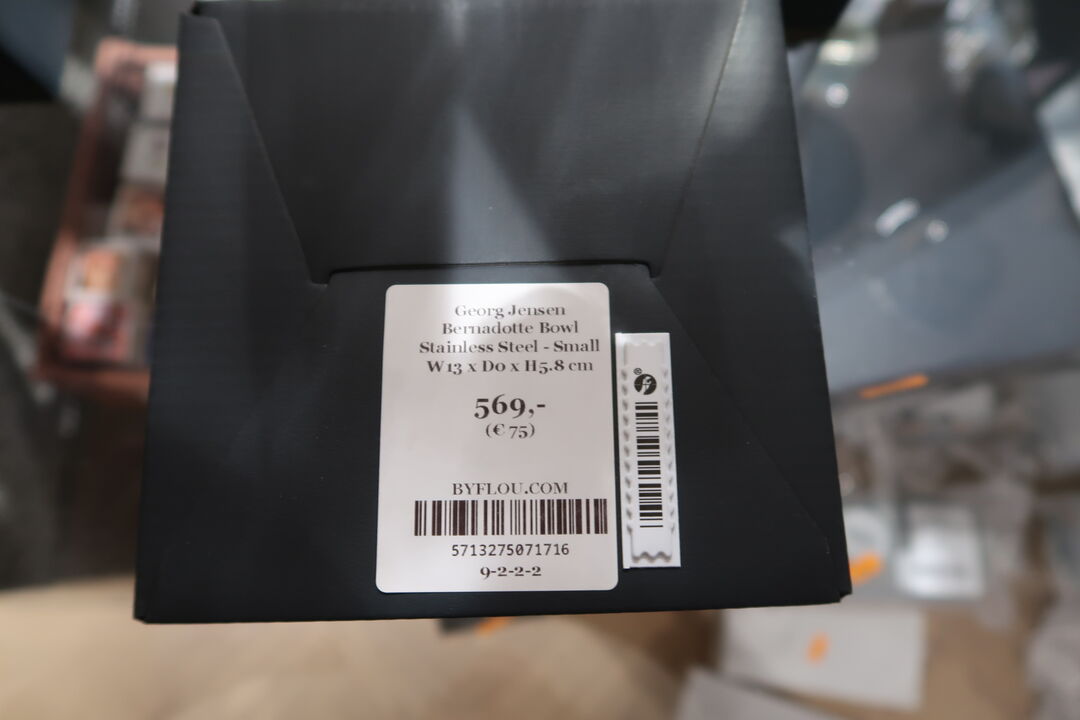 Georg Jensen
Bernadotte Bowl
Stainless Steel - Small
W13 x D0 x H5.8 cm
569,-
(€ 75)
BYFLOU.COM
5713275071716
9-2-2-2
®